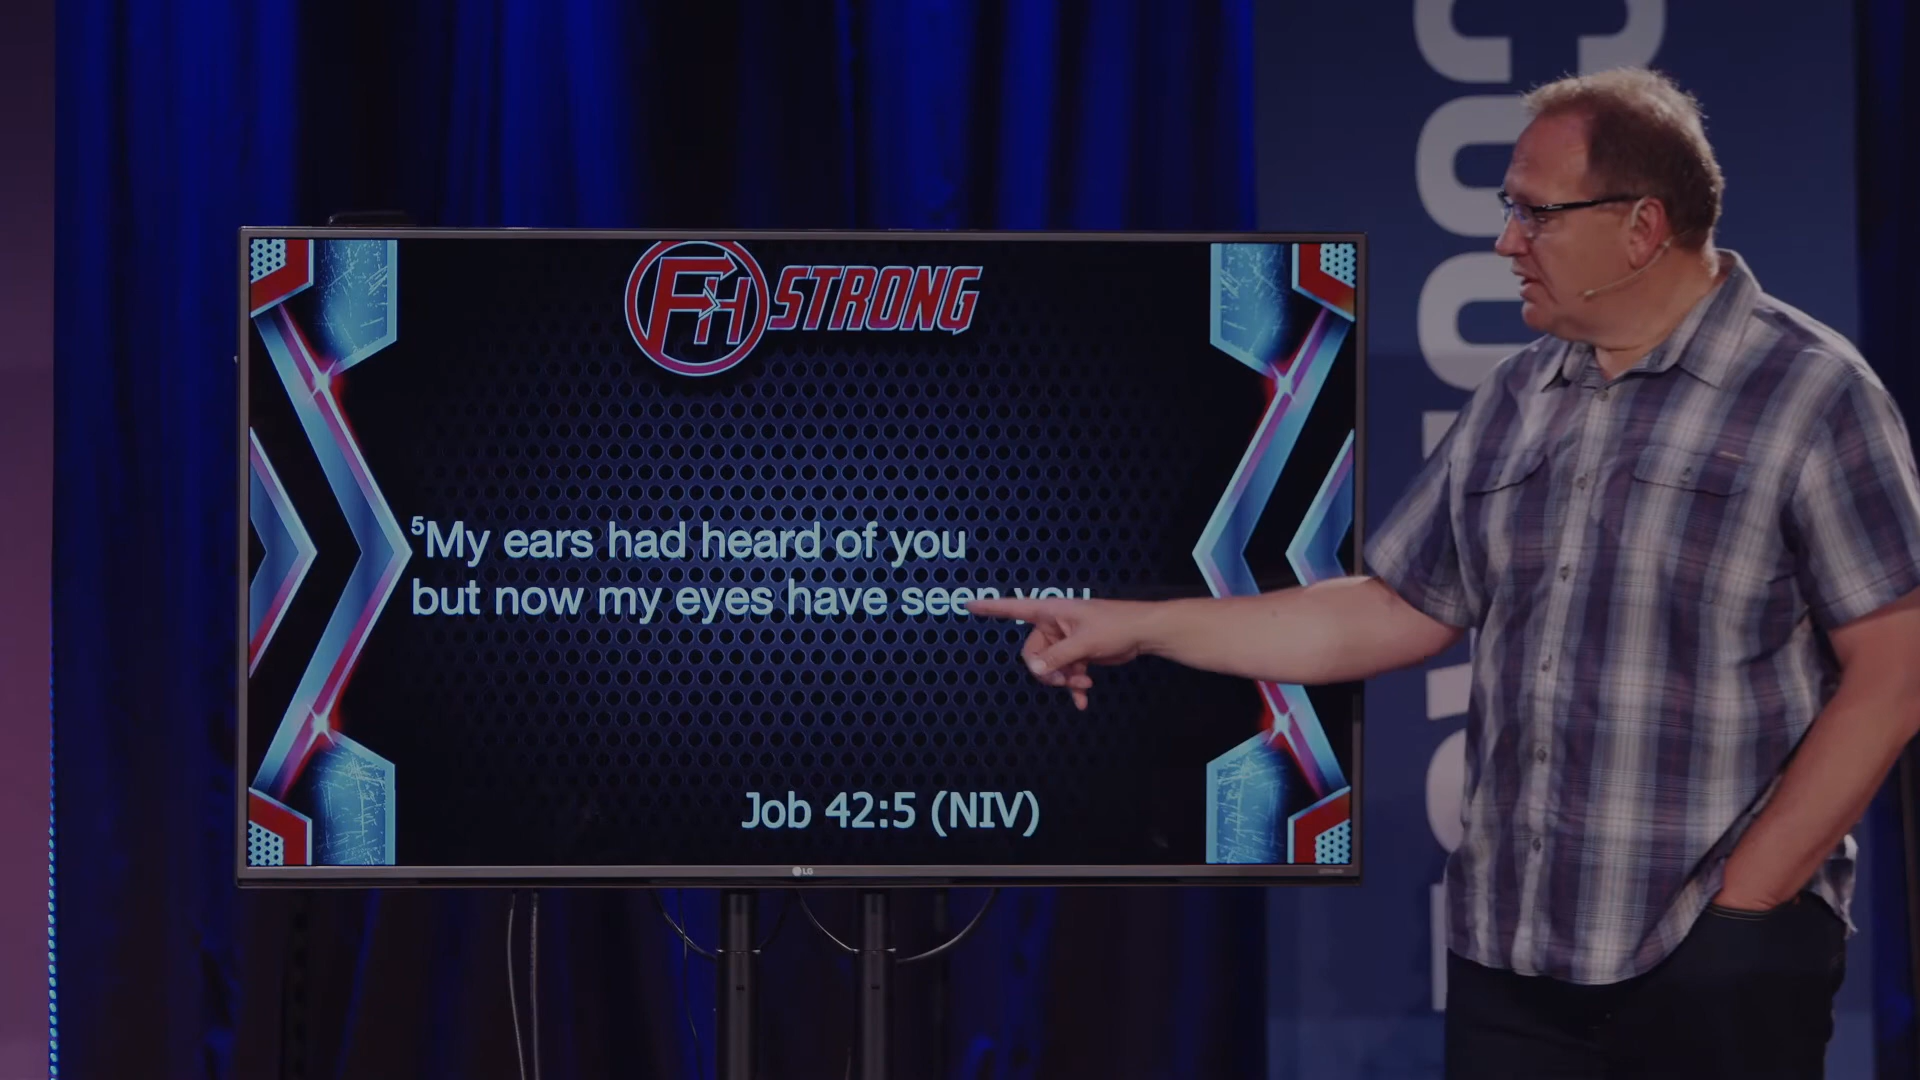 FH STRONG
⁵My ears had heard of you
but now my eyes have seen you
Job 42:5 (NIV)
LG